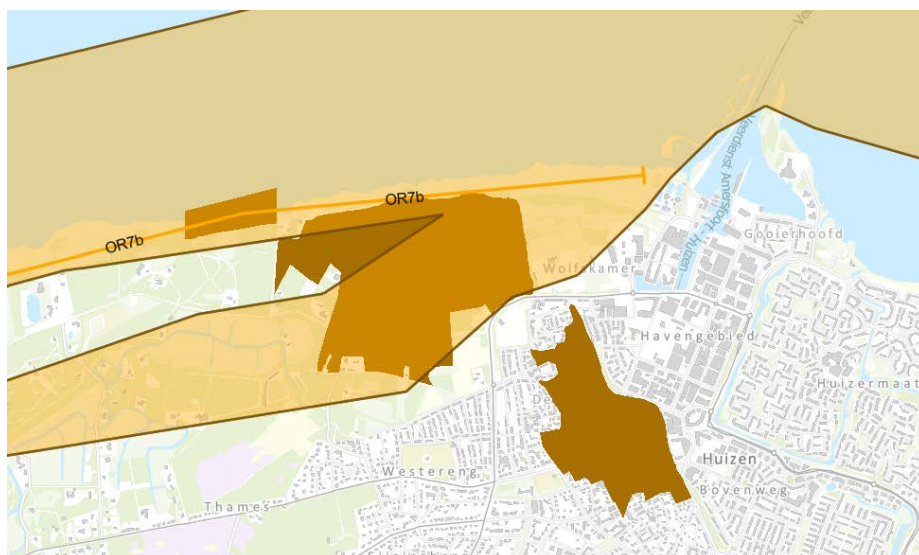 Veerdienst Amersfoort - Huizen
OR7b
OR7b
Gooierhoofd
Wolfskamer
Havengebied
Huizermaat
Huizen
Westereng
Bovenweg
Thames